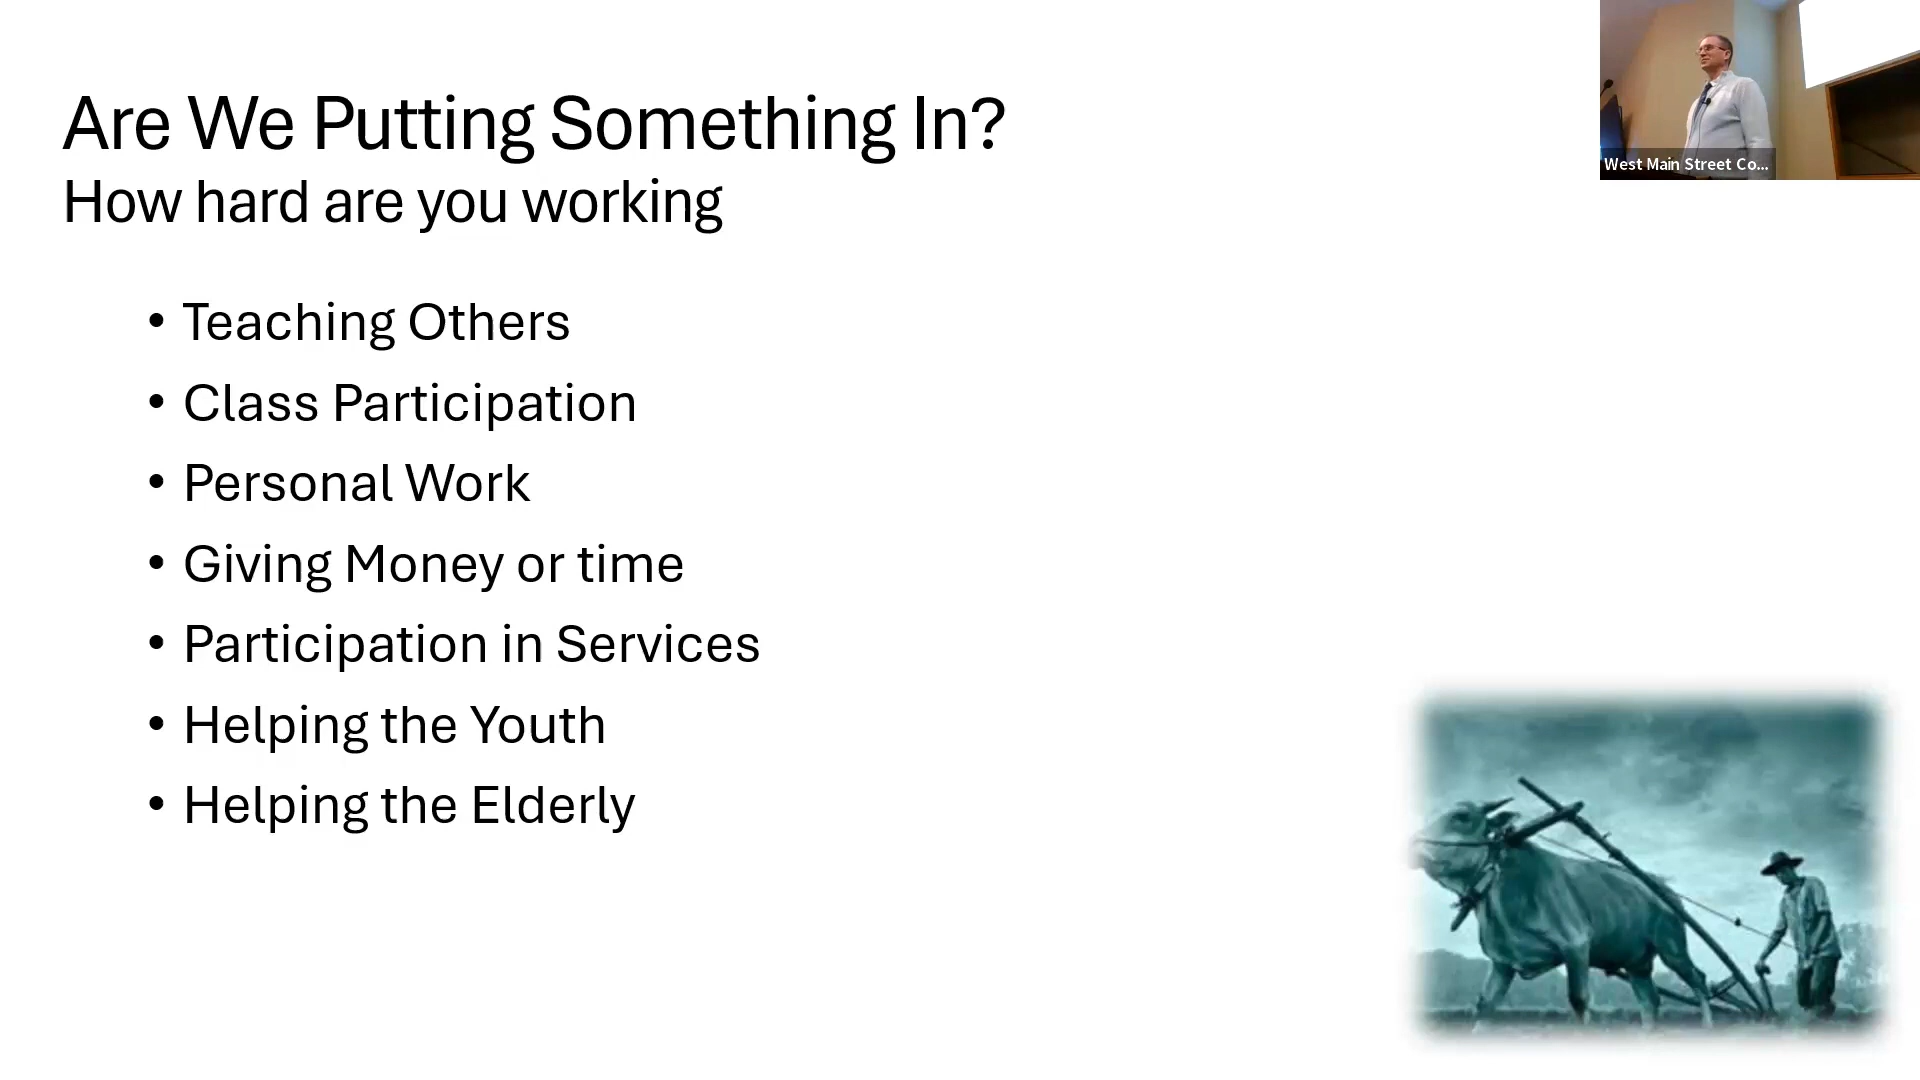 Are We Putting Something In?
How hard are you working
• Teaching Others
• Class Participation
• Personal Work
• Giving Money or time
• Participation in Services
• Helping the Youth
• Helping the Elderly
West Main Street Co...